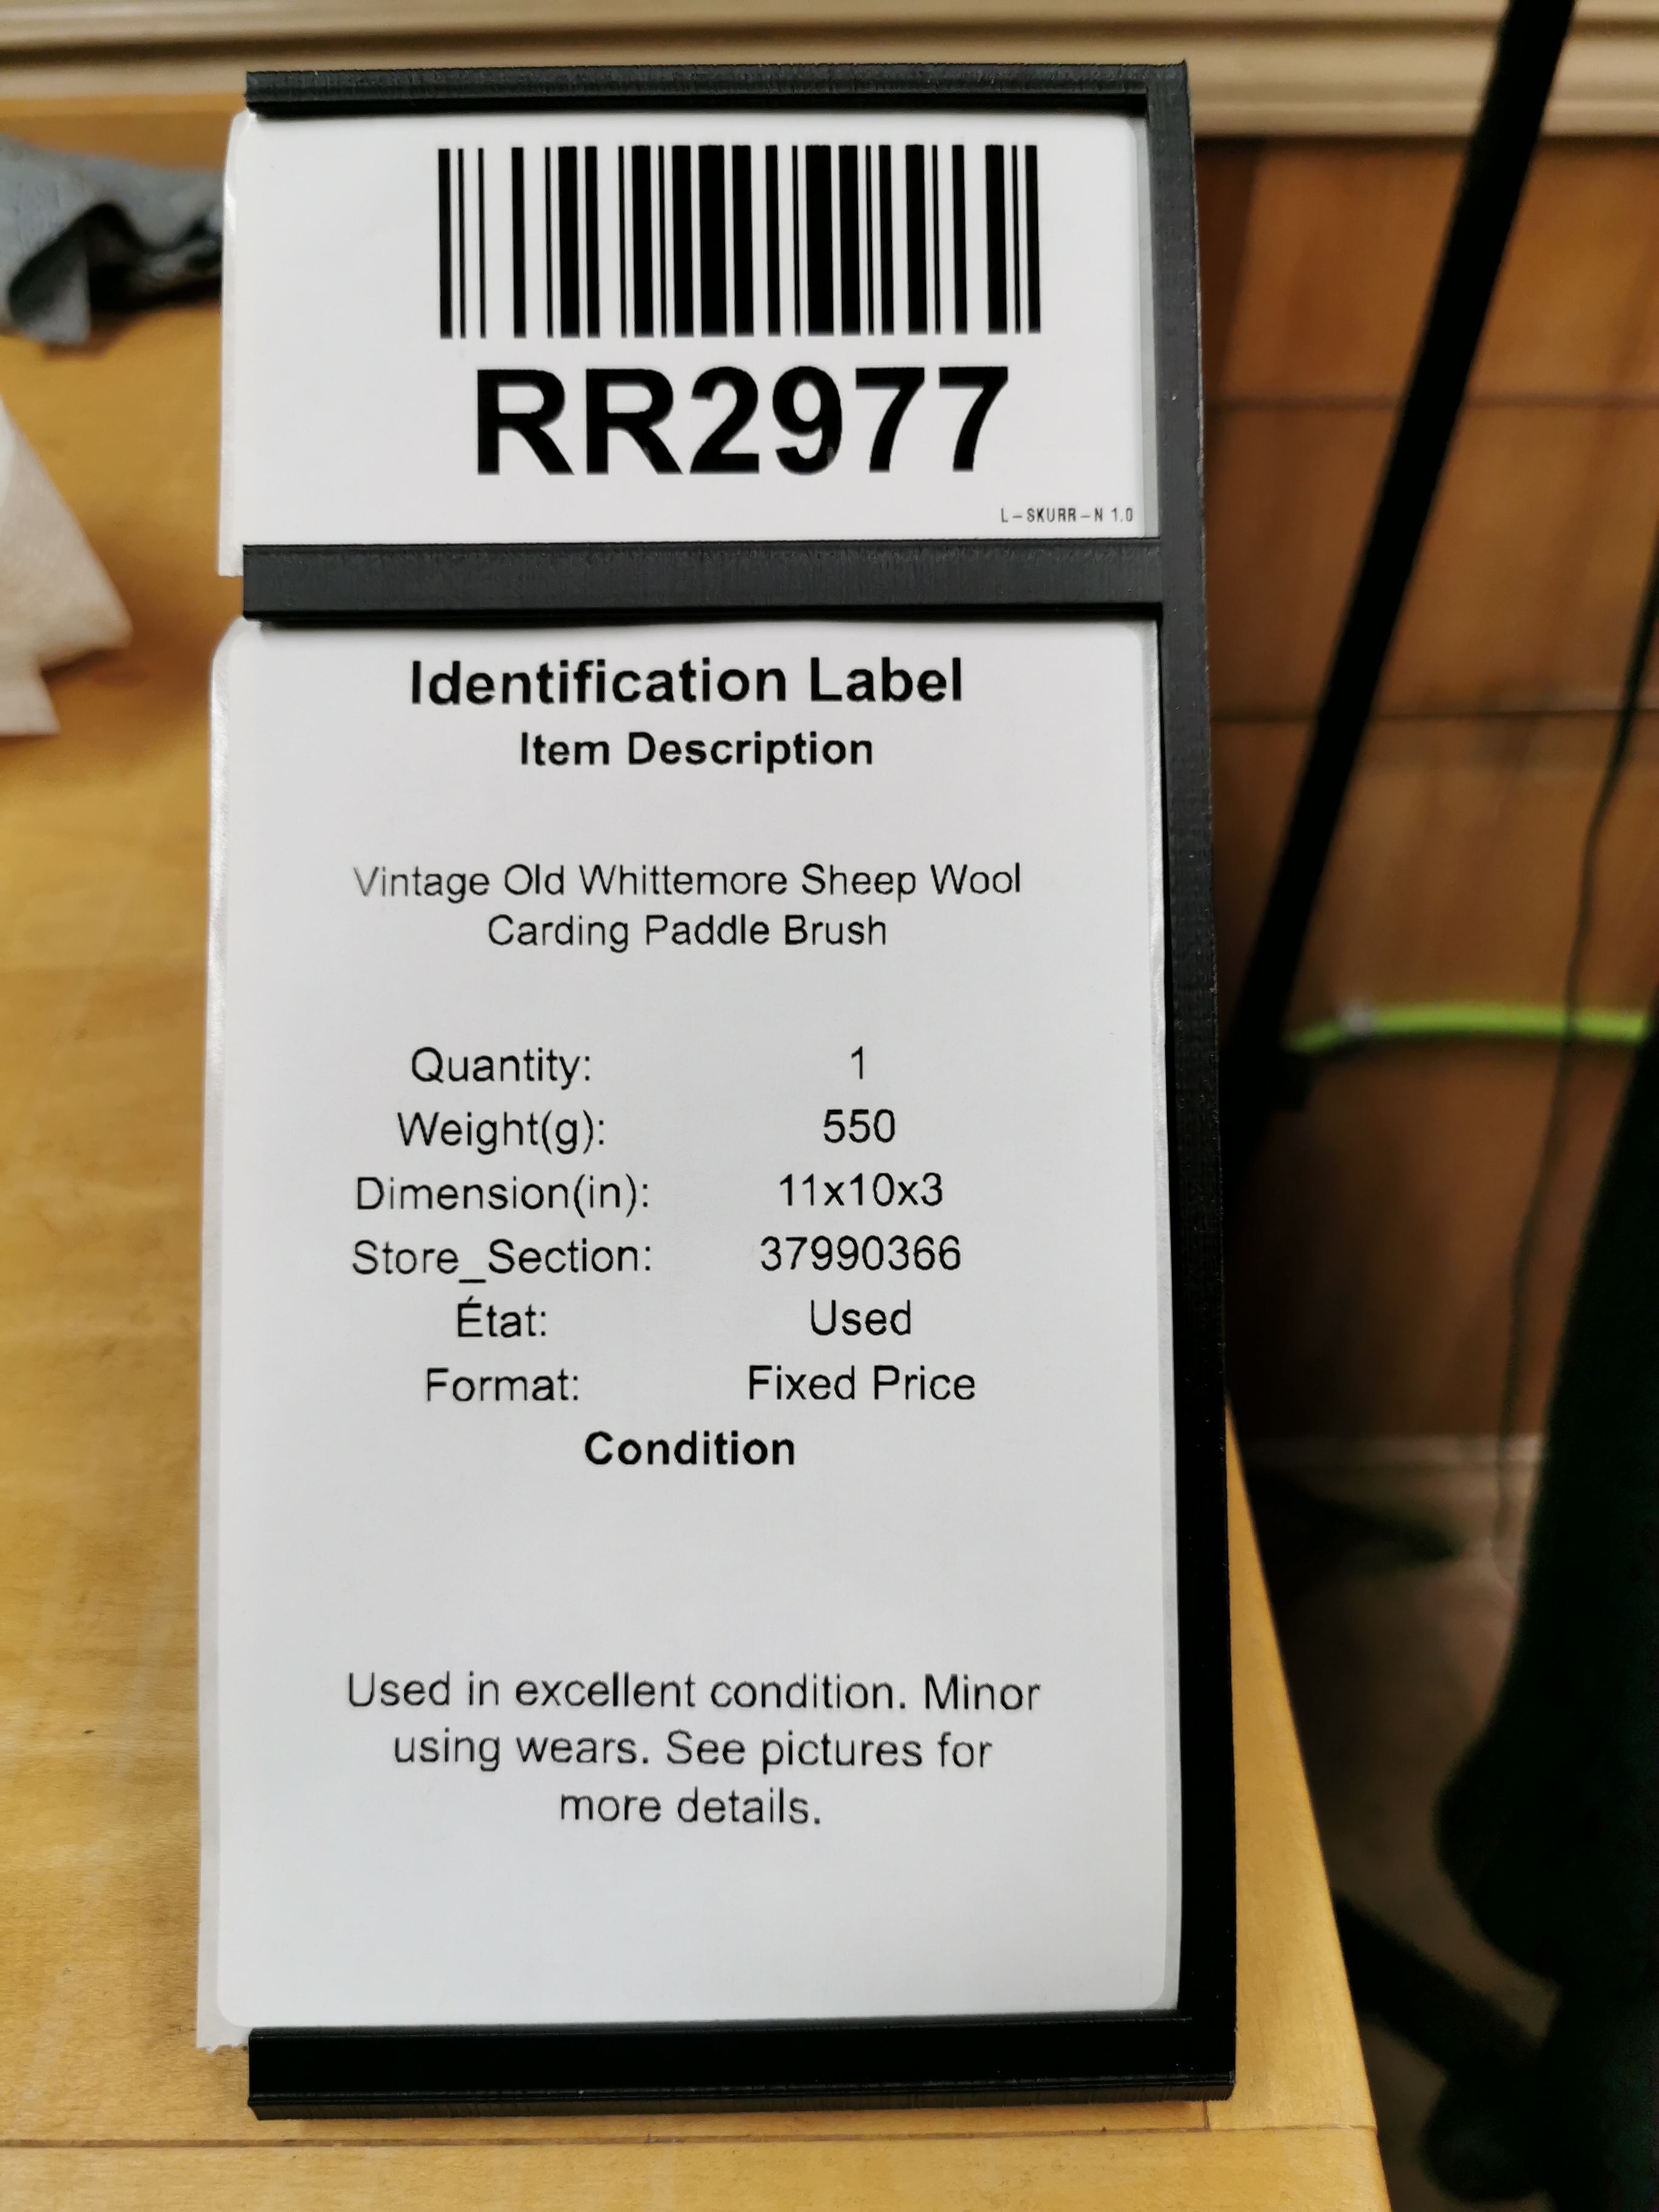 RR2977
L-SKURR-N 1.0
Identification Label
Item Description
Vintage Old Whittemore Sheep Wool
Carding Paddle Brush
Quantity: 1
Weight(g): 550
Dimension(in): 11x10x3
Store_Section: 37990366
État: Used
Format: Fixed Price
Condition
Used in excellent condition. Minor
using wears. See pictures for
more details.